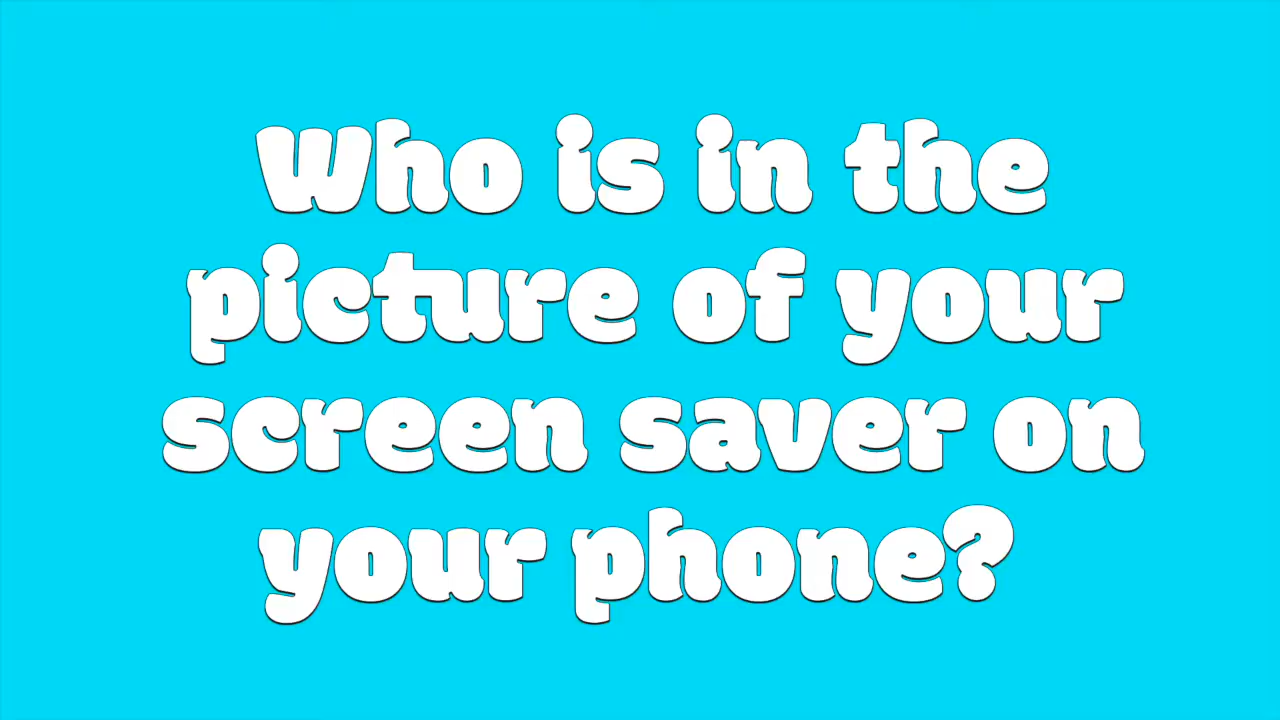 Who is in the
picture of your
screen saver on
your phone?